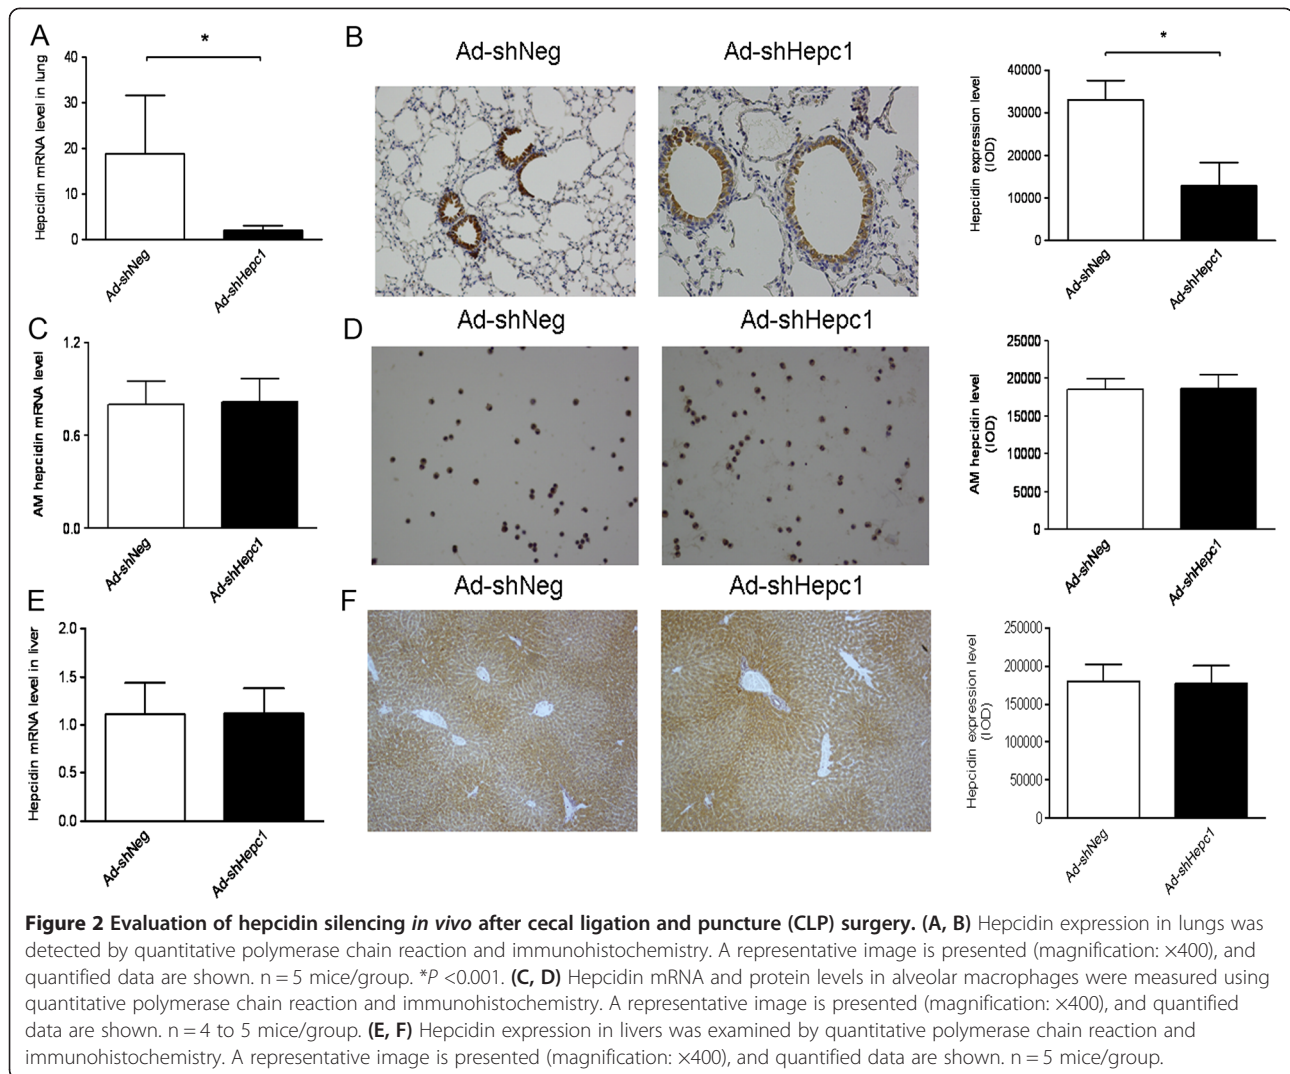 A
*
Hepcidin mRNA level in lung
40
30
20
10
0
Ad-shNeg
Ad-shHepc1
B
Ad-shNeg
Ad-shHepc1
*
Hepcidin expression level
(IOD)
40000
30000
20000
10000
0
Ad-shNeg
Ad-shHepc1
C
AM hepcidin mRNA level
1.2
0.6
0.0
Ad-shNeg
Ad-shHepc1
D
Ad-shNeg
Ad-shHepc1
AM hepcidin level
(IOD)
25000
20000
15000
10000
5000
0
Ad-shNeg
Ad-shHepc1
E
Hepcidin mRNA level in liver
2.0
1.5
1.0
0.5
0.0
Ad-shNeg
Ad-shHepc1
F
Ad-shNeg
Ad-shHepc1
Hepcidin expression level
(IOD)
250000
200000
150000
100000
50000
0
Ad-shNeg
Ad-shHepc1
Figure 2 Evaluation of hepcidin silencing in vivo after cecal ligation and puncture (CLP) surgery. (A, B) Hepcidin expression in lungs was
detected by quantitative polymerase chain reaction and immunohistochemistry. A representative image is presented (magnification: ×400), and
quantified data are shown. n = 5 mice/group. *P <0.001. (C, D) Hepcidin mRNA and protein levels in alveolar macrophages were measured using
quantitative polymerase chain reaction and immunohistochemistry. A representative image is presented (magnification: ×400), and quantified
data are shown. n = 4 to 5 mice/group. (E, F) Hepcidin expression in livers was examined by quantitative polymerase chain reaction and
immunohistochemistry. A representative image is presented (magnification: ×400), and quantified data are shown. n = 5 mice/group.